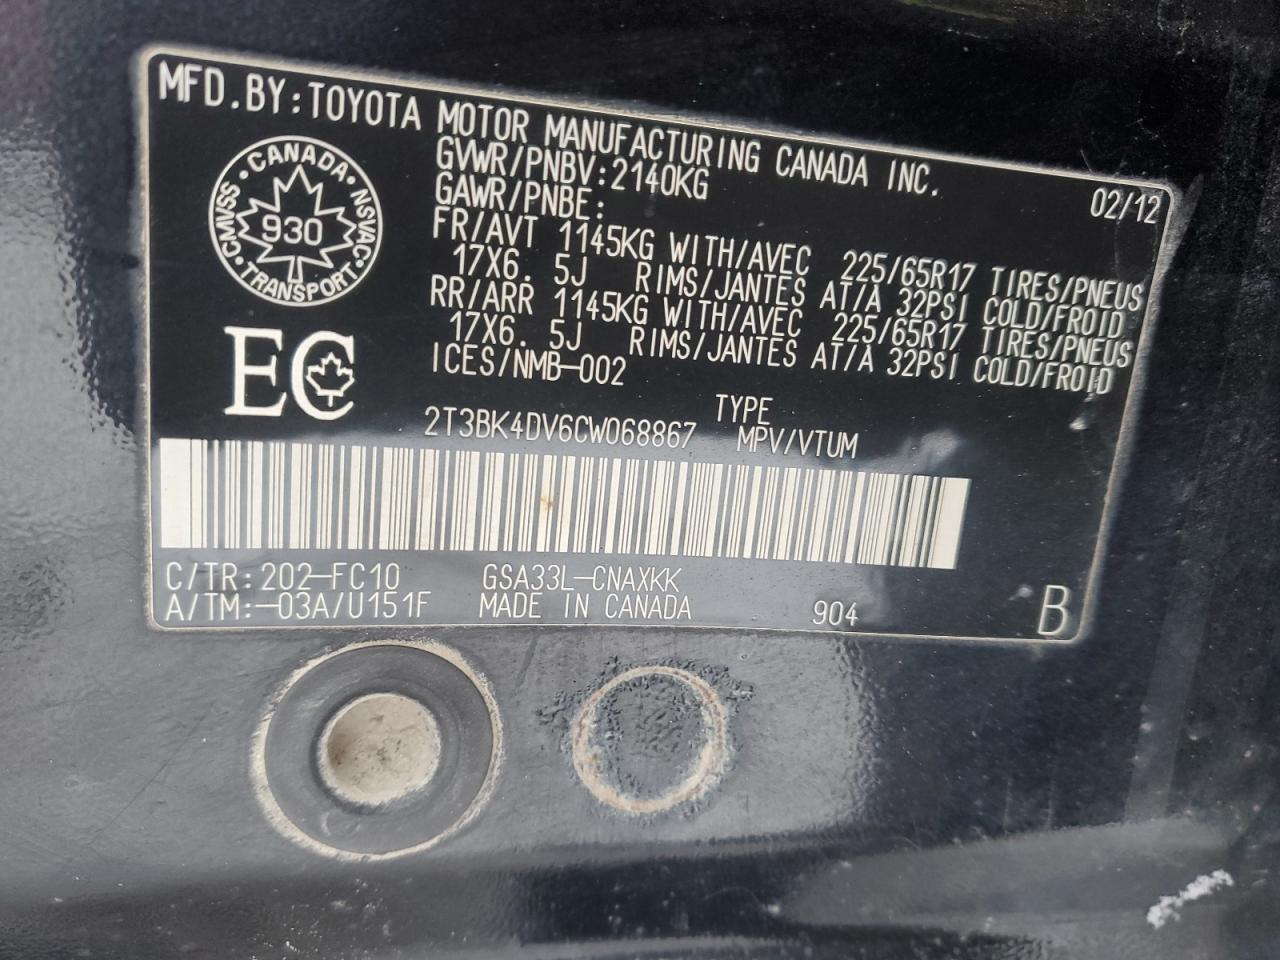 MFD.BY:TOYOTA MOTOR MANUFACTURING CANADA INC. 02/12
GVWR/PNBV:2140KG
GAWR/PNBE:
FR/AVT 1145KG WITH/AVEC 225/65R17 TIRES/PNEUS
17X6. 5J RIMS/JANTES AT/A 32PSI COLD/FROID
RR/ARR 1145KG WITH/AVEC 225/65R17 TIRES/PNEUS
17X6. 5J RIMS/JANTES AT/A 32PSI COLD/FROID
ICES/NMB-002
CANADA
CMVSS • NSVAC
930
TRANSPORT
EC
TYPE
2T3BK4DV6CW068867 MPV/VTUM
C/TR:202-FC10 GSA33L-CNAXKK
A/TM:-03A/U151F MADE IN CANADA 904 B